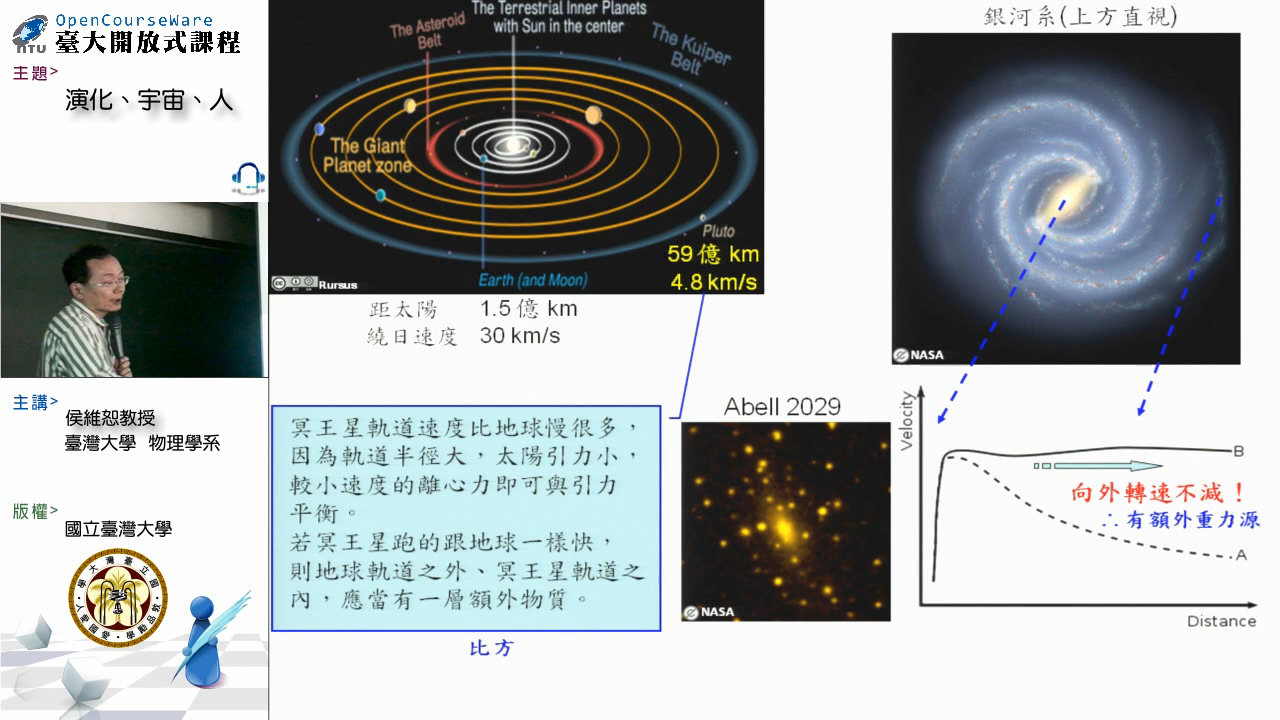 OpenCourseWare
NTU
臺大開放式課程
主題>
演化、宇宙、人
主講>
侯維恕教授
臺灣大學 物理學系
版權>
國立臺灣大學
The Asteroid
Belt
The Terrestrial Inner Planets
with Sun in the center
The Kuiper
Belt
The Giant
Planet zone
Pluto
59億 km
4.8 km/s
Earth (and Moon)
cc
Rursus
距太陽 1.5億 km
繞日速度 30 km/s
冥王星軌道速度比地球慢很多，
因為軌道半徑大，太陽引力小，
較小速度的離心力即可與引力
平衡。
若冥王星跑的跟地球一樣快，
則地球軌道之外、冥王星軌道之
內，應當有一層額外物質。
比方
Abell 2029
NASA
銀河系(上方直視)
NASA
Velocity
B
向外轉速不減！
∴有額外重力源
A
Distance